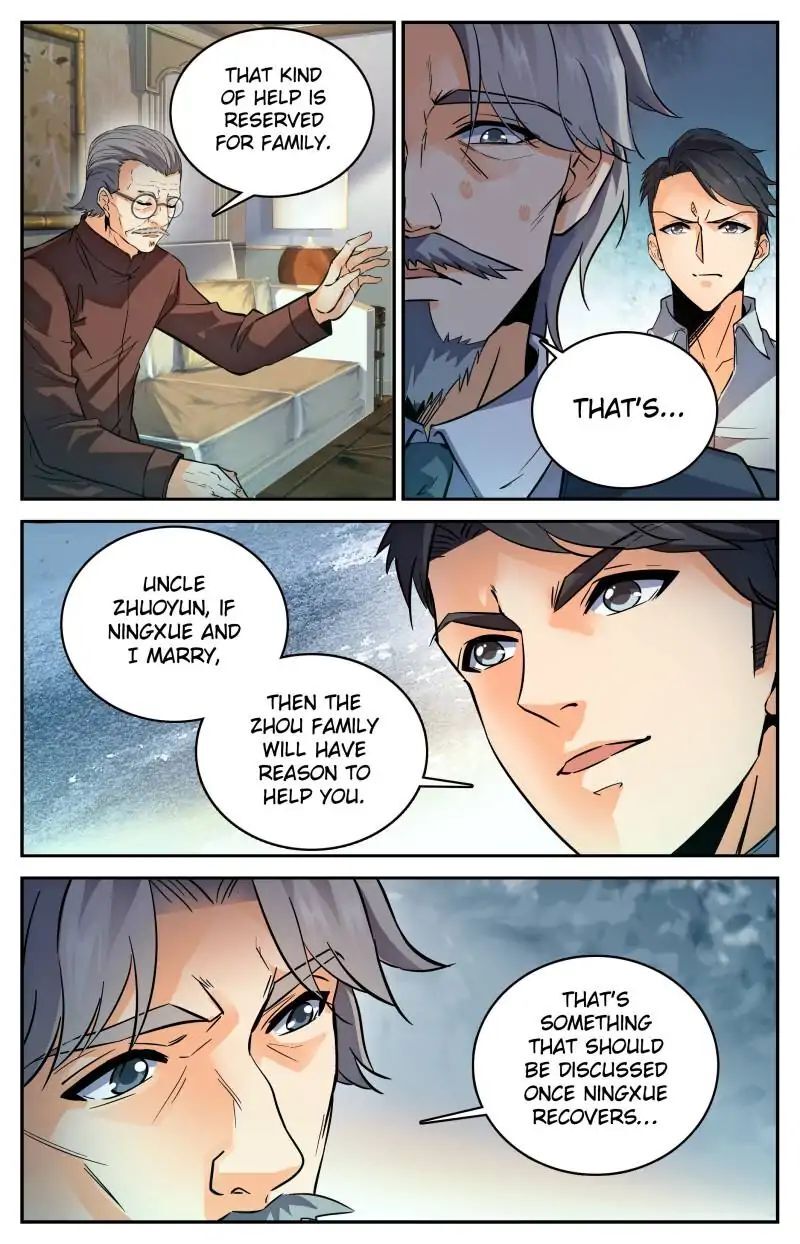 THAT KIND
OF HELP IS
RESERVED
FOR FAMILY.
THAT'S...
UNCLE
ZHUOYUN, IF
NINGXUE AND
I MARRY,
THEN THE
ZHOU FAMILY
WILL HAVE
REASON TO
HELP YOU.
THAT'S
SOMETHING
THAT SHOULD
BE DISCUSSED
ONCE NINGXUE
RECOVERS...